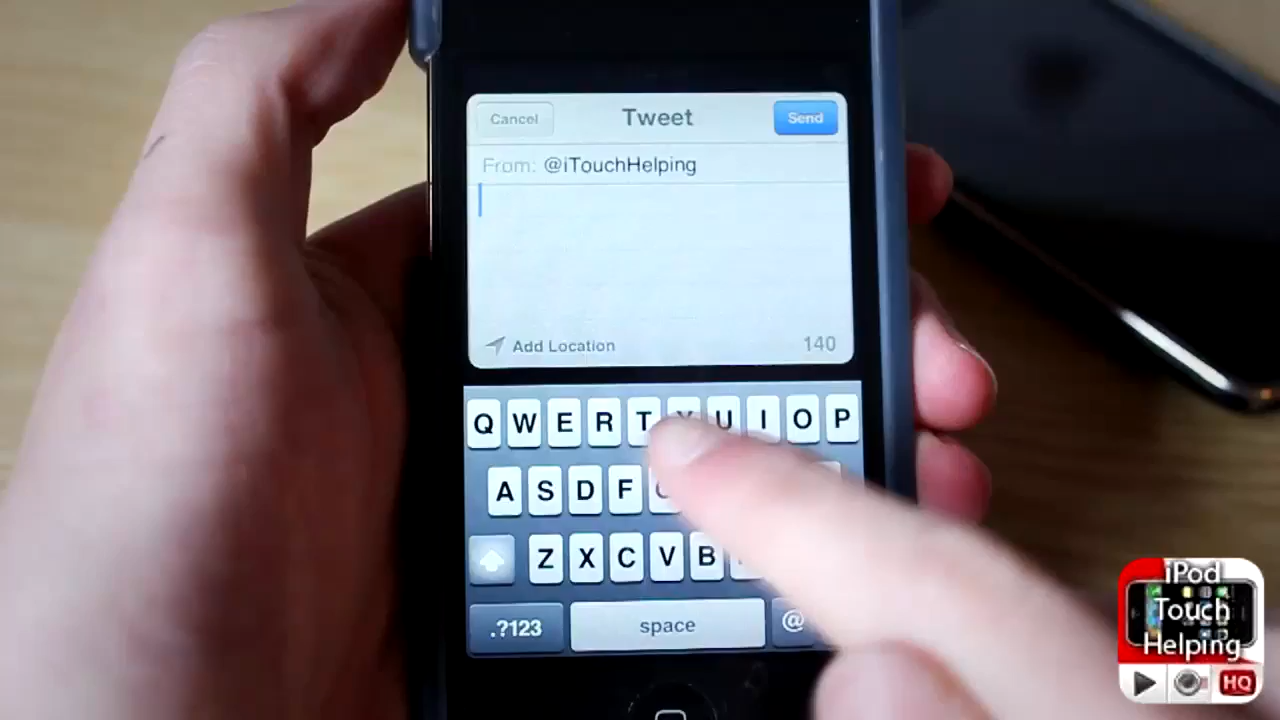 Cancel Tweet Send
From: @iTouchHelping
Add Location 140
Q W E R T Y U I O P
A S D F
Z X C V B
.?123 space @
iPod
Touch
Helping
HQ